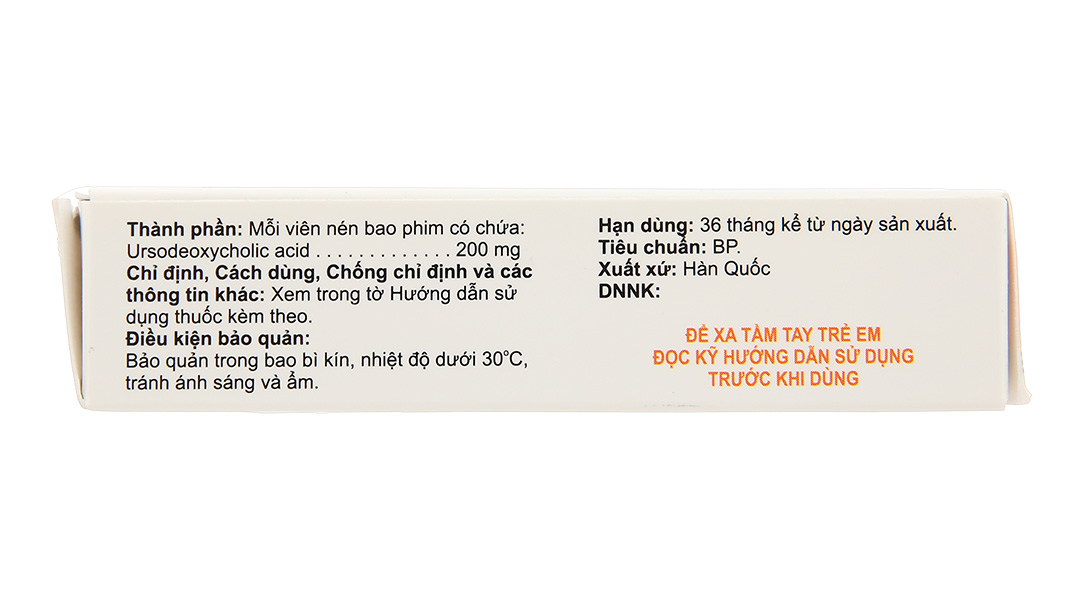 Thành phần: Mỗi viên nén bao phim có chứa:
Ursodeoxycholic acid . . . . . . . . . . . . . 200 mg
Chỉ định, Cách dùng, Chống chỉ định và các
thông tin khác: Xem trong tờ Hướng dẫn sử
dụng thuốc kèm theo.
Điều kiện bảo quản:
Bảo quản trong bao bì kín, nhiệt độ dưới 30°C,
tránh ánh sáng và ẩm.
Hạn dùng: 36 tháng kể từ ngày sản xuất.
Tiêu chuẩn: BP.
Xuất xứ: Hàn Quốc
DNNK:
ĐỂ XA TẦM TAY TRẺ EM
ĐỌC KỸ HƯỚNG DẪN SỬ DỤNG
TRƯỚC KHI DÙNG